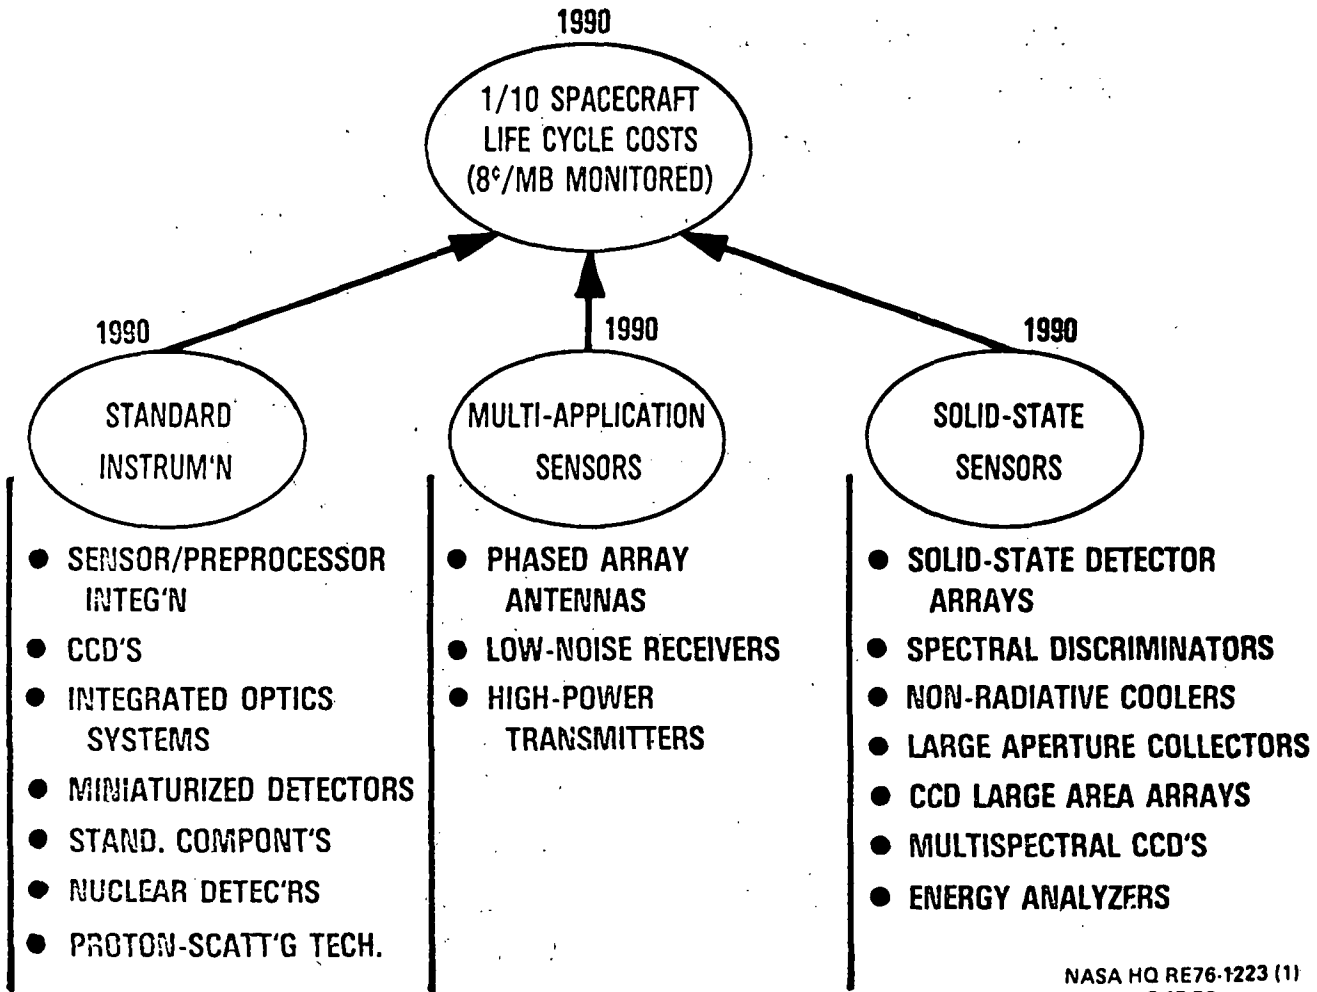 1990
1/10 SPACECRAFT
LIFE CYCLE COSTS
(8¢/MB MONITORED)
1990
STANDARD
INSTRUM'N
● SENSOR/PREPROCESSOR
INTEG'N
● CCD'S
● INTEGRATED OPTICS
SYSTEMS
● MINIATURIZED DETECTORS
● STAND. COMPONT'S
● NUCLEAR DETEC'RS
● PROTON-SCATT'G TECH.
1990
MULTI-APPLICATION
SENSORS
● PHASED ARRAY
ANTENNAS
● LOW-NOISE RECEIVERS
● HIGH-POWER
TRANSMITTERS
1990
SOLID-STATE
SENSORS
● SOLID-STATE DETECTOR
ARRAYS
● SPECTRAL DISCRIMINATORS
● NON-RADIATIVE COOLERS
● LARGE APERTURE COLLECTORS
● CCD LARGE AREA ARRAYS
● MULTISPECTRAL CCD'S
● ENERGY ANALYZERS
NASA HQ RE76-1223 (1)